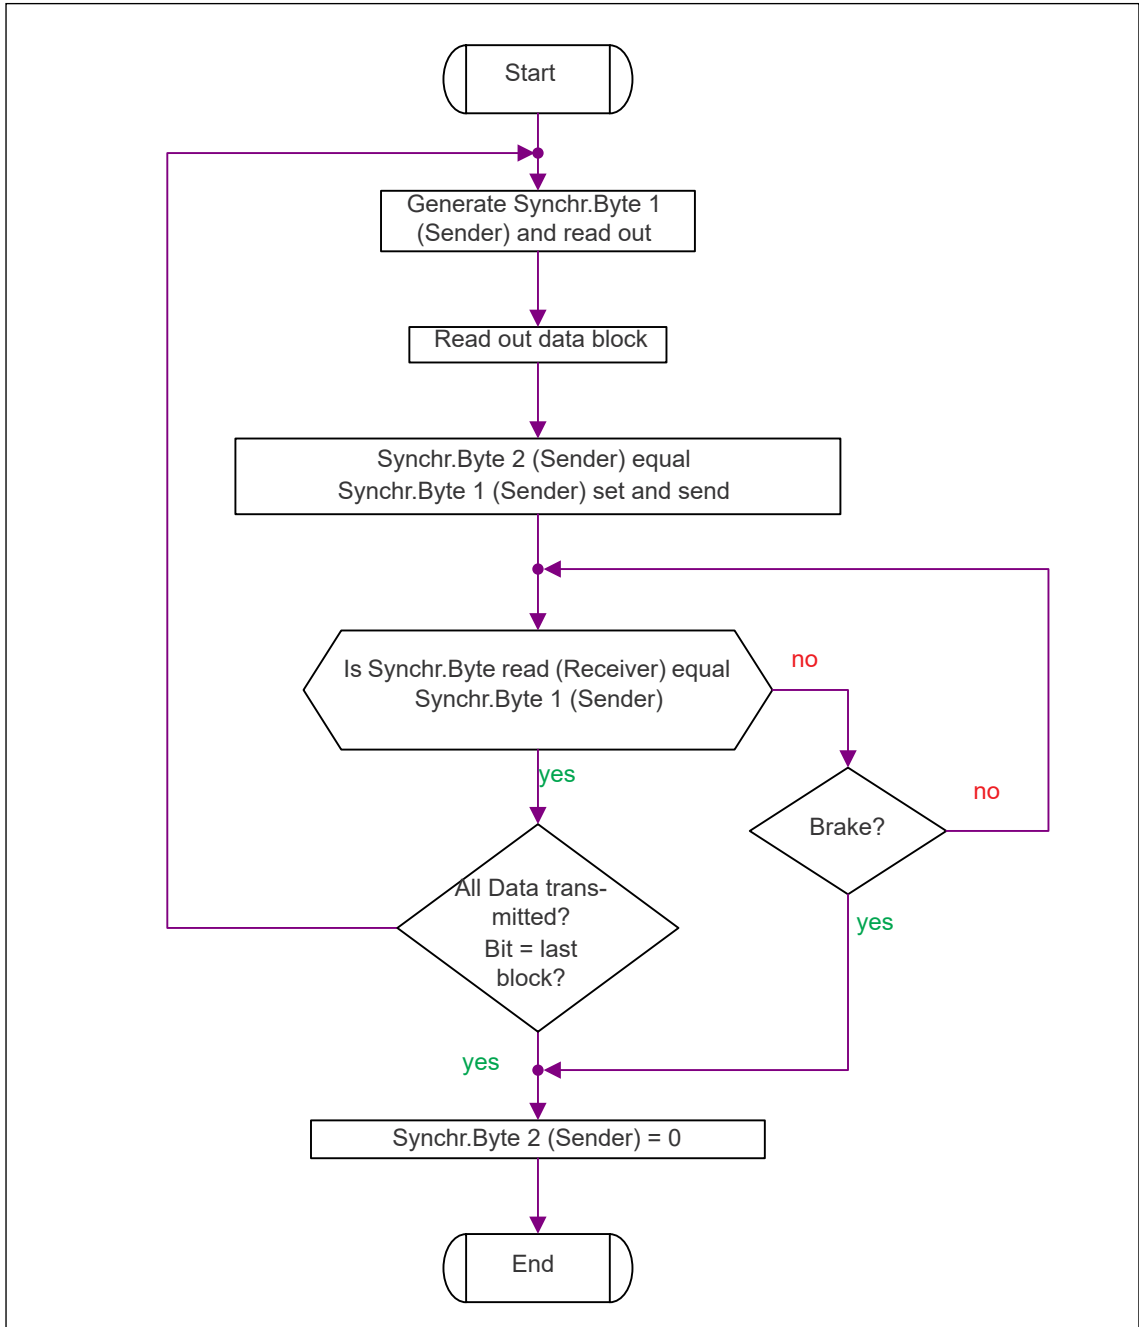 Start
Generate Synchr.Byte 1
(Sender) and read out
Read out data block
Synchr.Byte 2 (Sender) equal
Synchr.Byte 1 (Sender) set and send
Is Synchr.Byte read (Receiver) equal
Synchr.Byte 1 (Sender)
no
yes
Brake?
no
All Data trans-
mitted?
Bit = last
block?
yes
yes
Synchr.Byte 2 (Sender) = 0
End